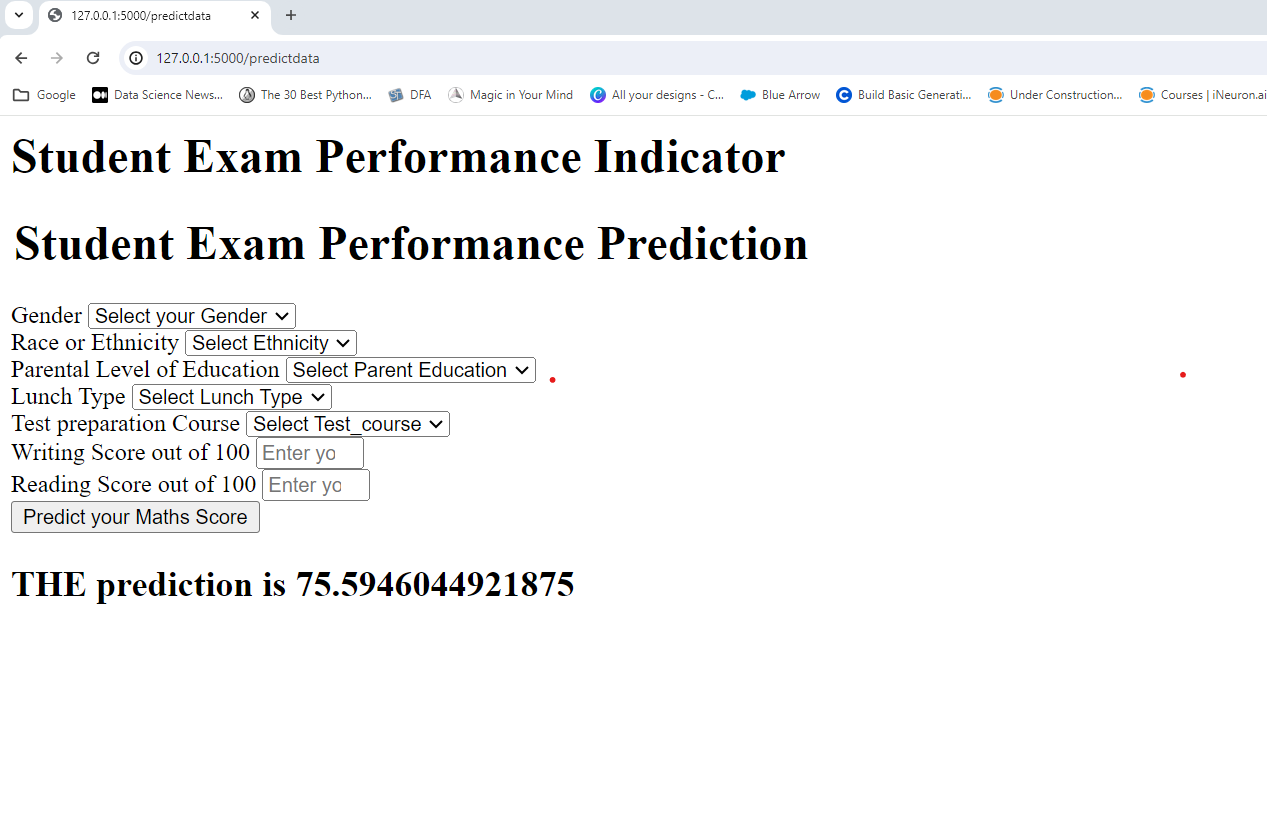 127.0.0.1:5000/predictdata
127.0.0.1:5000/predictdata
Google Data Science News... The 30 Best Python... DFA Magic in Your Mind All your designs - C... Blue Arrow Build Basic Generati... Under Construction... Courses | iNeuron.ai
Student Exam Performance Indicator
Student Exam Performance Prediction
Gender Select your Gender
Race or Ethnicity Select Ethnicity
Parental Level of Education Select Parent Education
Lunch Type Select Lunch Type
Test preparation Course Select Test_course
Writing Score out of 100 Enter yo
Reading Score out of 100 Enter yo
Predict your Maths Score
THE prediction is 75.5946044921875